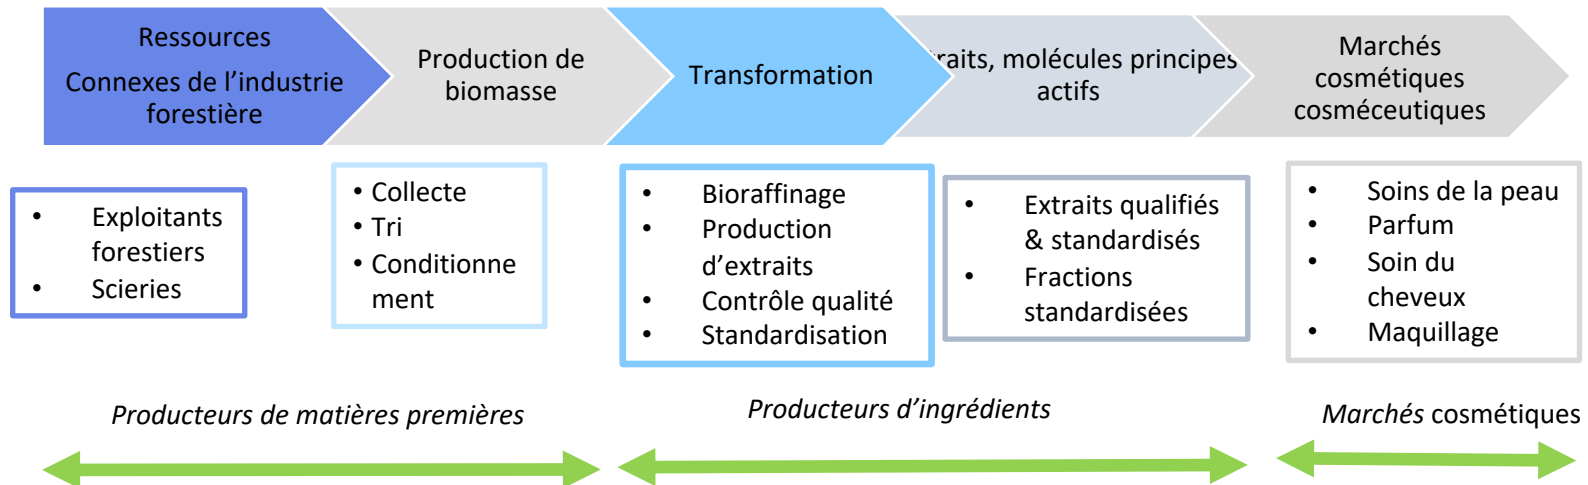 Ressources
Connexes de l’industrie
forestière
Production de
biomasse
Transformation
traits, molécules principes
actifs
Marchés
cosmétiques
cosméceutiques
• Exploitants
forestiers
• Scieries
• Collecte
• Tri
• Conditionne
ment
• Bioraffinage
• Production
d’extraits
• Contrôle qualité
• Standardisation
• Extraits qualifiés
& standardisés
• Fractions
standardisées
• Soins de la peau
• Parfum
• Soin du
cheveux
• Maquillage
Producteurs de matières premières
Producteurs d’ingrédients
Marchés cosmétiques